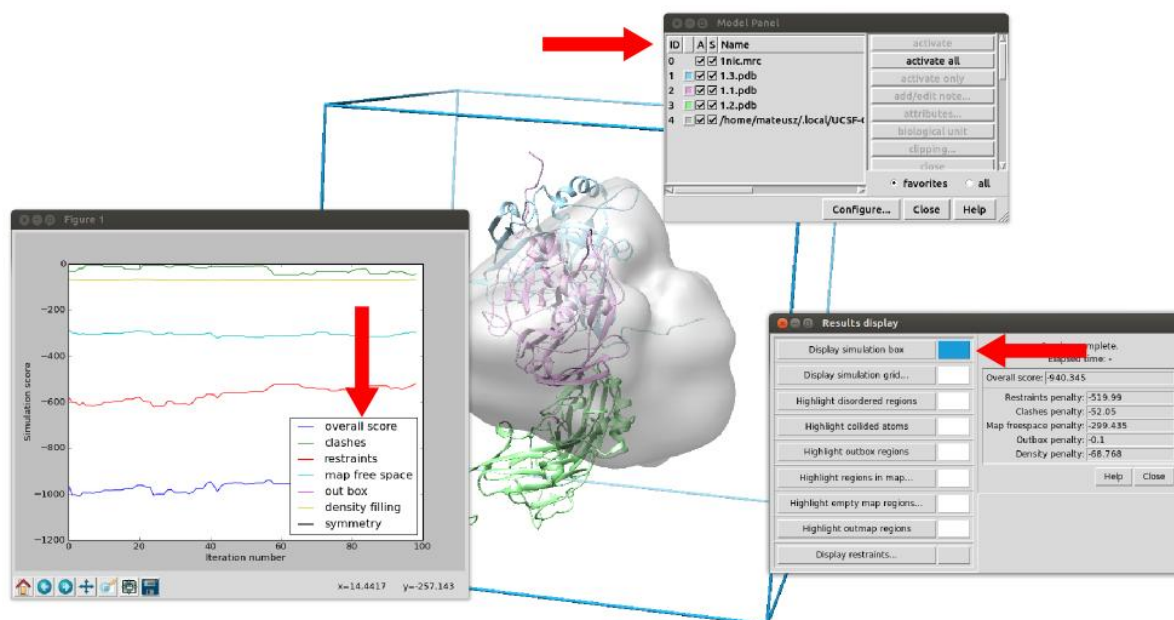 Model Panel
ID A S Name
0 1nic.mrc
1 1.3.pdb
2 1.1.pdb
3 1.2.pdb
4 /home/mateusz/.local/UCSF-
activate
activate all
activate only
add/edit note...
attributes...
biological unit
clipping...
close
favorites all
Configure... Close Help
Figure 1
0
−200
−400
−600
−800
−1000
−1200
Simulation score
overall score
clashes
restraints
map free space
out box
density filling
symmetry
0 20 40 60 80 100
Iteration number
x=14.4417 y=-257.143
Results display
Display simulation box
Display simulation grid...
Highlight disordered regions
Highlight collided atoms
Highlight outbox regions
Highlight regions in map...
Highlight empty map regions...
Highlight outmap regions
Display restraints...
Elapsed time: -
Overall score: -940.345
Restraints penalty: -519.99
Clashes penalty: -52.05
Map freespace penalty: -299.435
Outbox penalty: -0.1
Density penalty: -68.768
Help Close